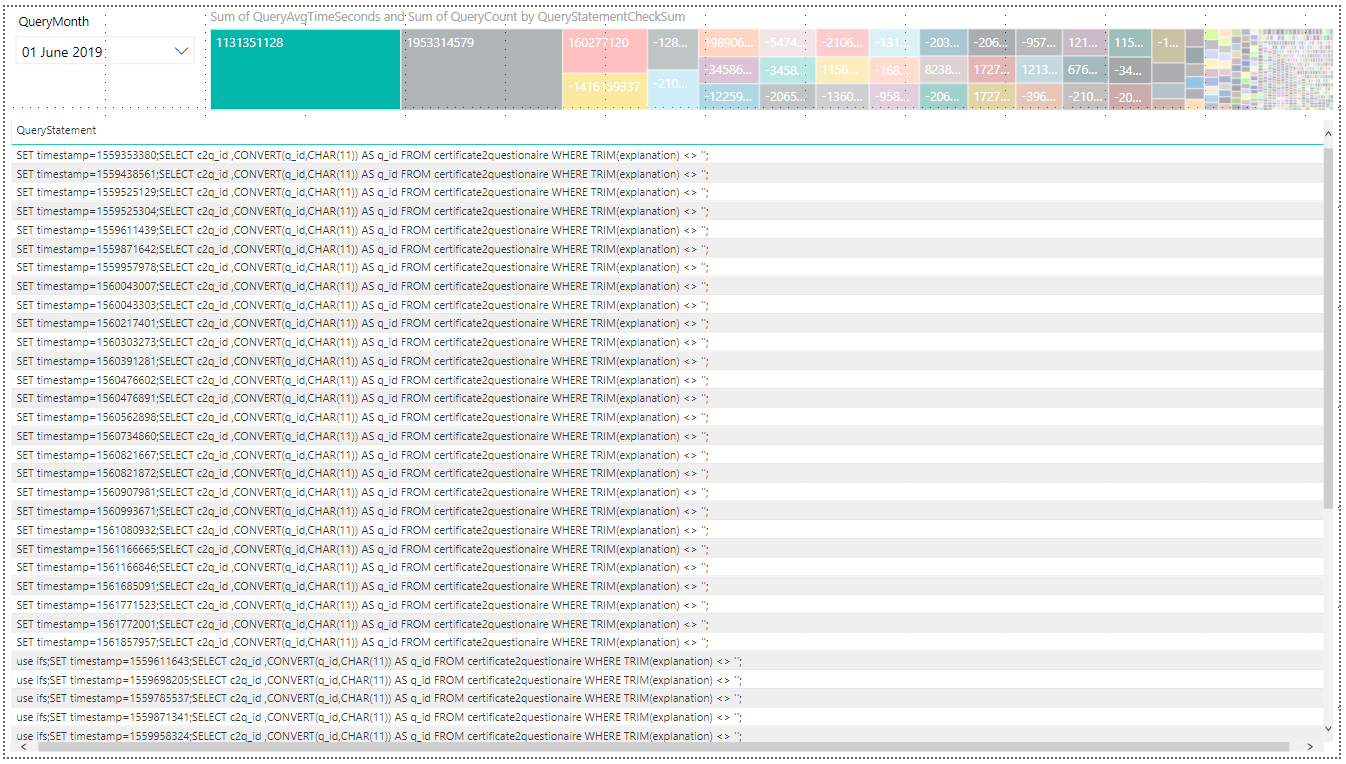 QueryMonth
01 June 2019
Sum of QueryAvgTimeSeconds and Sum of QueryCount by QueryStatementCheckSum
1131351128
1953314579
160277120
-1416159337
-128...
-210...
198906...
-34586...
-12259...
-5474...
-3458...
-2065...
-2106...
1156...
-1360...
-131...
-168...
-958...
-203...
8238...
-206...
-206...
1727...
1727...
-957...
1213...
-396...
121...
676...
-210...
115...
-34...
-20...
-1...
QueryStatement
SET timestamp=1559353380;SELECT c2q_id ,CONVERT(q_id,CHAR(11)) AS q_id FROM certificate2questionaire WHERE TRIM(explanation) <> '';
SET timestamp=1559438561;SELECT c2q_id ,CONVERT(q_id,CHAR(11)) AS q_id FROM certificate2questionaire WHERE TRIM(explanation) <> '';
SET timestamp=1559525129;SELECT c2q_id ,CONVERT(q_id,CHAR(11)) AS q_id FROM certificate2questionaire WHERE TRIM(explanation) <> '';
SET timestamp=1559525304;SELECT c2q_id ,CONVERT(q_id,CHAR(11)) AS q_id FROM certificate2questionaire WHERE TRIM(explanation) <> '';
SET timestamp=1559611439;SELECT c2q_id ,CONVERT(q_id,CHAR(11)) AS q_id FROM certificate2questionaire WHERE TRIM(explanation) <> '';
SET timestamp=1559871642;SELECT c2q_id ,CONVERT(q_id,CHAR(11)) AS q_id FROM certificate2questionaire WHERE TRIM(explanation) <> '';
SET timestamp=1559957978;SELECT c2q_id ,CONVERT(q_id,CHAR(11)) AS q_id FROM certificate2questionaire WHERE TRIM(explanation) <> '';
SET timestamp=1560043007;SELECT c2q_id ,CONVERT(q_id,CHAR(11)) AS q_id FROM certificate2questionaire WHERE TRIM(explanation) <> '';
SET timestamp=1560043303;SELECT c2q_id ,CONVERT(q_id,CHAR(11)) AS q_id FROM certificate2questionaire WHERE TRIM(explanation) <> '';
SET timestamp=1560217401;SELECT c2q_id ,CONVERT(q_id,CHAR(11)) AS q_id FROM certificate2questionaire WHERE TRIM(explanation) <> '';
SET timestamp=1560303273;SELECT c2q_id ,CONVERT(q_id,CHAR(11)) AS q_id FROM certificate2questionaire WHERE TRIM(explanation) <> '';
SET timestamp=1560391281;SELECT c2q_id ,CONVERT(q_id,CHAR(11)) AS q_id FROM certificate2questionaire WHERE TRIM(explanation) <> '';
SET timestamp=1560476602;SELECT c2q_id ,CONVERT(q_id,CHAR(11)) AS q_id FROM certificate2questionaire WHERE TRIM(explanation) <> '';
SET timestamp=1560476891;SELECT c2q_id ,CONVERT(q_id,CHAR(11)) AS q_id FROM certificate2questionaire WHERE TRIM(explanation) <> '';
SET timestamp=1560562898;SELECT c2q_id ,CONVERT(q_id,CHAR(11)) AS q_id FROM certificate2questionaire WHERE TRIM(explanation) <> '';
SET timestamp=1560734860;SELECT c2q_id ,CONVERT(q_id,CHAR(11)) AS q_id FROM certificate2questionaire WHERE TRIM(explanation) <> '';
SET timestamp=1560821667;SELECT c2q_id ,CONVERT(q_id,CHAR(11)) AS q_id FROM certificate2questionaire WHERE TRIM(explanation) <> '';
SET timestamp=1560821872;SELECT c2q_id ,CONVERT(q_id,CHAR(11)) AS q_id FROM certificate2questionaire WHERE TRIM(explanation) <> '';
SET timestamp=1560907981;SELECT c2q_id ,CONVERT(q_id,CHAR(11)) AS q_id FROM certificate2questionaire WHERE TRIM(explanation) <> '';
SET timestamp=1560993671;SELECT c2q_id ,CONVERT(q_id,CHAR(11)) AS q_id FROM certificate2questionaire WHERE TRIM(explanation) <> '';
SET timestamp=1561080932;SELECT c2q_id ,CONVERT(q_id,CHAR(11)) AS q_id FROM certificate2questionaire WHERE TRIM(explanation) <> '';
SET timestamp=1561166665;SELECT c2q_id ,CONVERT(q_id,CHAR(11)) AS q_id FROM certificate2questionaire WHERE TRIM(explanation) <> '';
SET timestamp=1561166846;SELECT c2q_id ,CONVERT(q_id,CHAR(11)) AS q_id FROM certificate2questionaire WHERE TRIM(explanation) <> '';
SET timestamp=1561685091;SELECT c2q_id ,CONVERT(q_id,CHAR(11)) AS q_id FROM certificate2questionaire WHERE TRIM(explanation) <> '';
SET timestamp=1561771523;SELECT c2q_id ,CONVERT(q_id,CHAR(11)) AS q_id FROM certificate2questionaire WHERE TRIM(explanation) <> '';
SET timestamp=1561772001;SELECT c2q_id ,CONVERT(q_id,CHAR(11)) AS q_id FROM certificate2questionaire WHERE TRIM(explanation) <> '';
SET timestamp=1561857957;SELECT c2q_id ,CONVERT(q_id,CHAR(11)) AS q_id FROM certificate2questionaire WHERE TRIM(explanation) <> '';
use ifs;SET timestamp=1559611643;SELECT c2q_id ,CONVERT(q_id,CHAR(11)) AS q_id FROM certificate2questionaire WHERE TRIM(explanation) <> '';
use ifs;SET timestamp=1559698205;SELECT c2q_id ,CONVERT(q_id,CHAR(11)) AS q_id FROM certificate2questionaire WHERE TRIM(explanation) <> '';
use ifs;SET timestamp=1559785537;SELECT c2q_id ,CONVERT(q_id,CHAR(11)) AS q_id FROM certificate2questionaire WHERE TRIM(explanation) <> '';
use ifs;SET timestamp=1559871341;SELECT c2q_id ,CONVERT(q_id,CHAR(11)) AS q_id FROM certificate2questionaire WHERE TRIM(explanation) <> '';
use ifs;SET timestamp=1559958324;SELECT c2q_id ,CONVERT(q_id,CHAR(11)) AS q_id FROM certificate2questionaire WHERE TRIM(explanation) <> '';